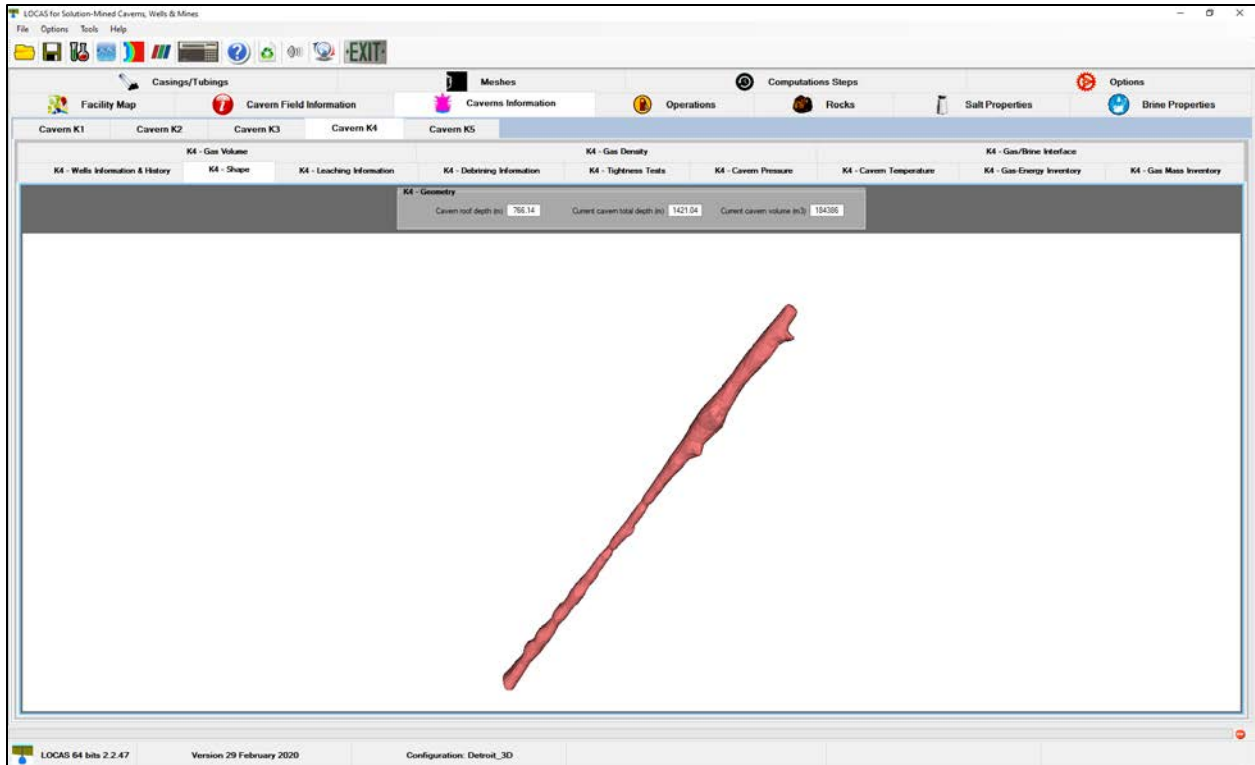 LOCAS for Solution-Mined Caverns, Wells & Mines
File Options Tools Help
EXIT
Casings/Tubings Meshes Computations Steps Options
Facility Map Cavern Field Information Caverns Information Operations Rocks Salt Properties Brine Properties
Cavern K1 Cavern K2 Cavern K3 Cavern K4 Cavern K5
K4 - Gas Volume K4 - Gas Density K4 - Gas/Brine Interface
K4 - Wells Information & History K4 - Shape K4 - Leaching Information K4 - Debrining Information K4 - Tightness Tests K4 - Cavern Pressure K4 - Cavern Temperature K4 - Gas-Energy Inventory K4 - Gas Mass Inventory
K4 - Geometry
Cavern roof depth (m) 766.14 Current cavern total depth (m) 1421.04 Current cavern volume (m3) 184386
LOCAS 64 bits 2.2.47 Version 29 February 2020 Configuration: Detroit_3D